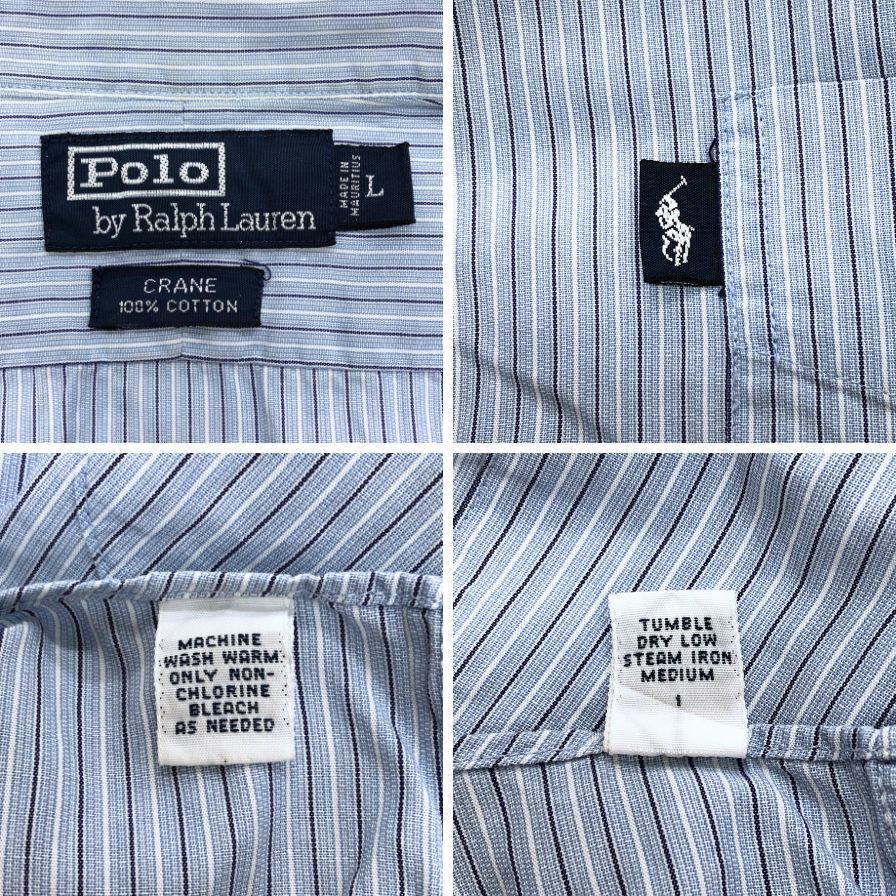 Polo
by Ralph Lauren
MADE IN
MAURITIUS
L
CRANE
100% COTTON
MACHINE
WASH WARM
ONLY NON-
CHLORINE
BLEACH
AS NEEDED
TUMBLE
DRY LOW
STEAM IRON
MEDIUM
1